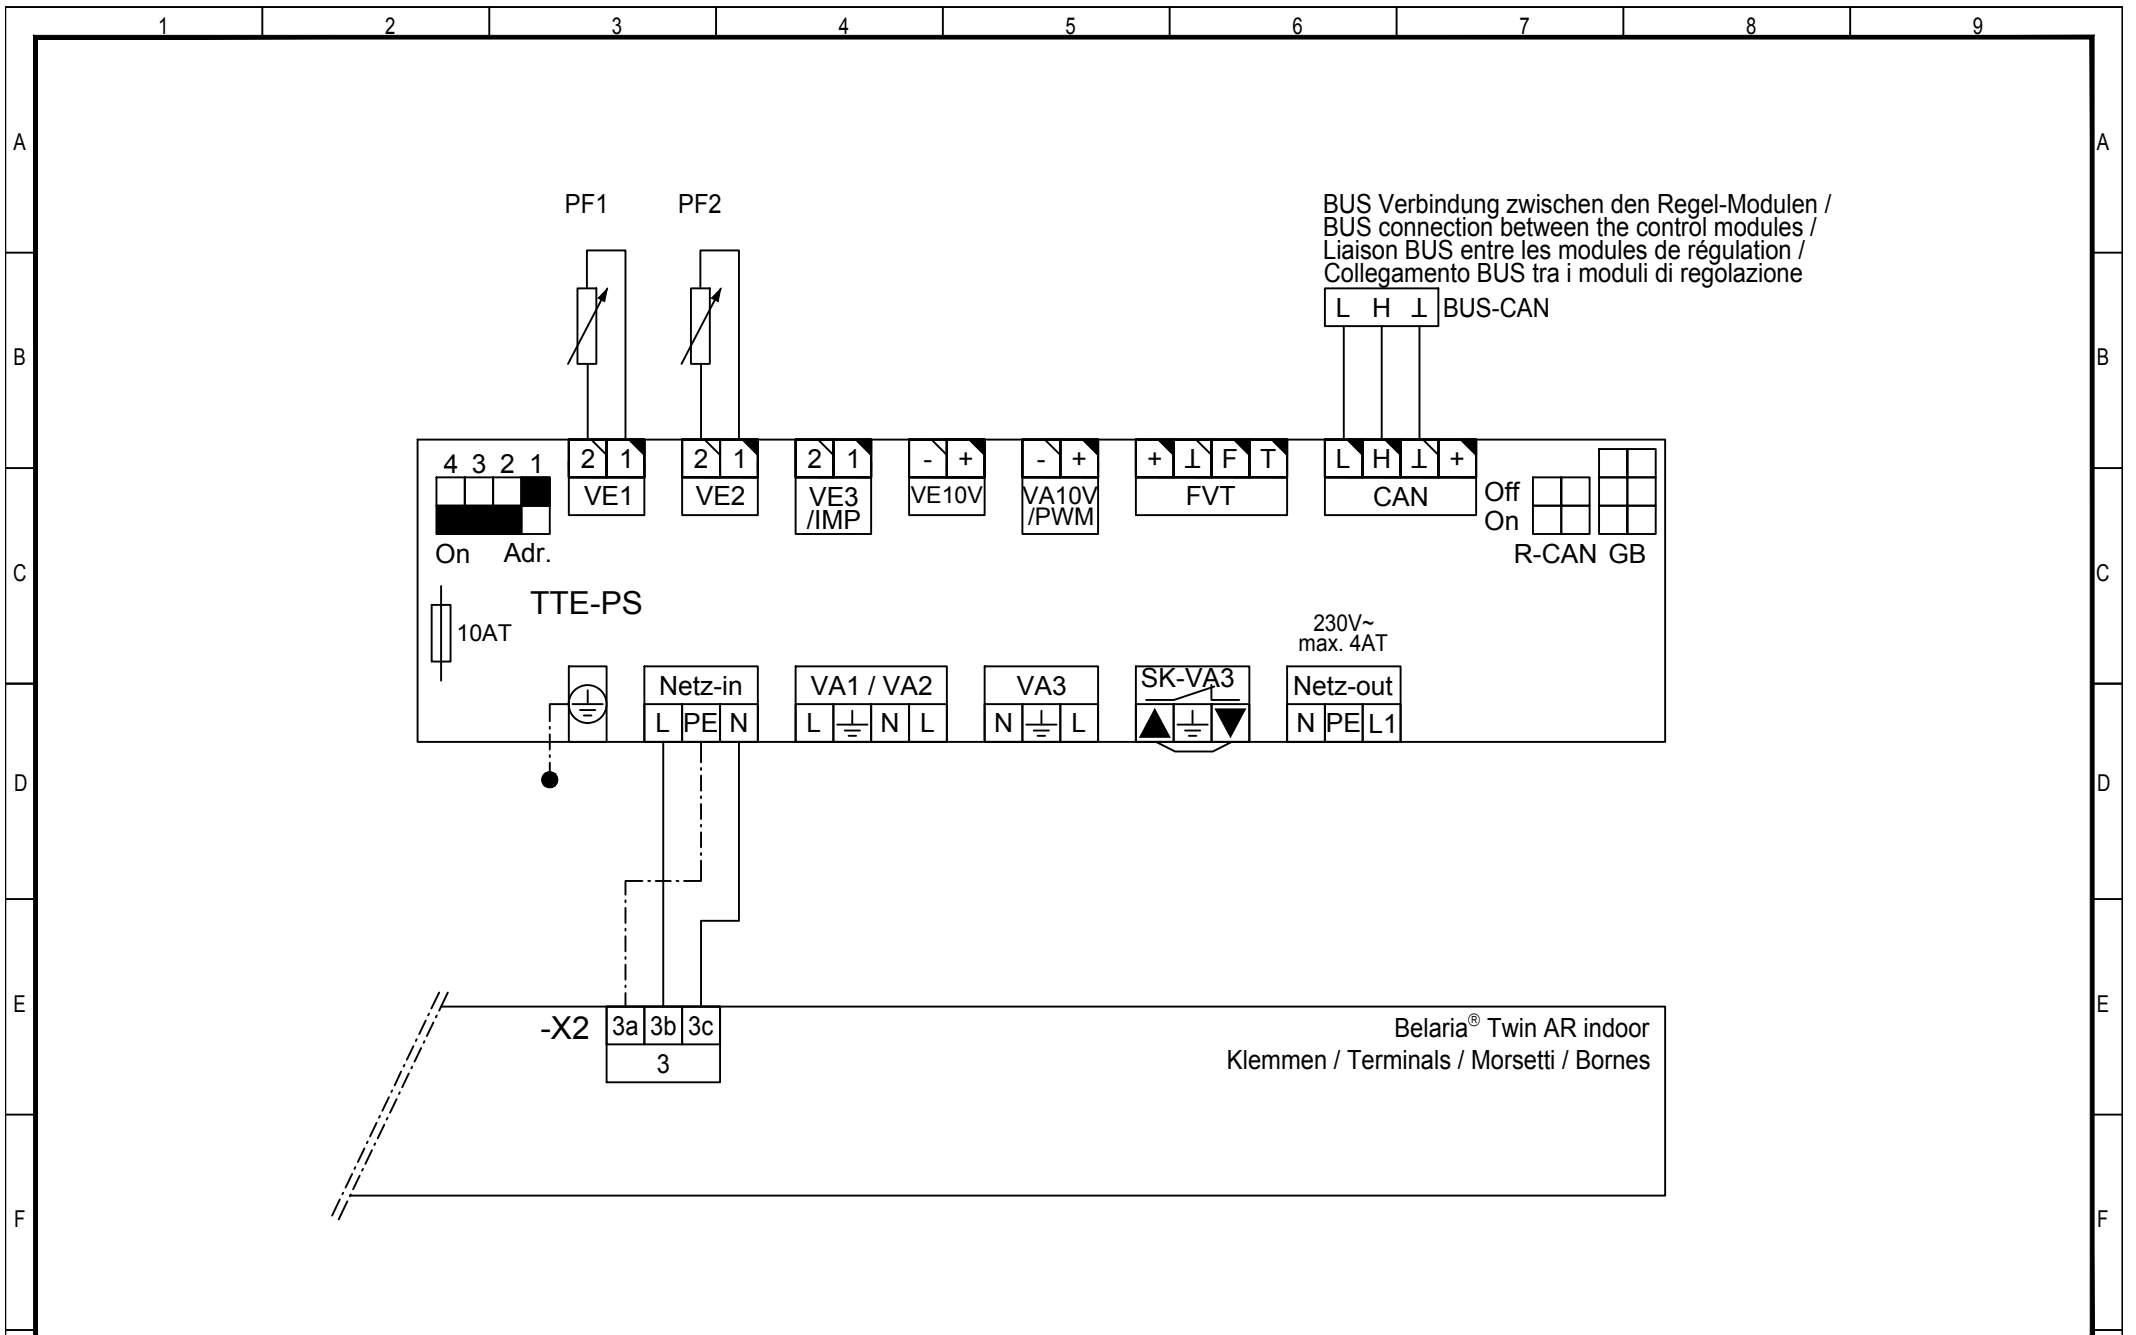 1 2 3 4 5 6 7 8 9
A A
PF1 PF2
BUS Verbindung zwischen den Regel-Modulen /
BUS connection between the control modules /
Liaison BUS entre les modules de régulation /
Collegamento BUS tra i moduli di regolazione
L H ⊥ BUS-CAN
B B
4 3 2 1
2 1 2 1 2 1 - + - + + ⊥ F T L H ⊥ +
VE1 VE2 VE3 VE10V VA10V FVT CAN Off
/IMP /PWM On
On Adr. R-CAN GB
C C
TTE-PS
10AT
230V~
max. 4AT
Netz-in VA1 / VA2 VA3 SK-VA3 Netz-out
L PE N L N L N L N PE L1
D D
E E
-X2 3a 3b 3c
3
Belaria® Twin AR indoor
Klemmen / Terminals / Morsetti / Bornes
F F